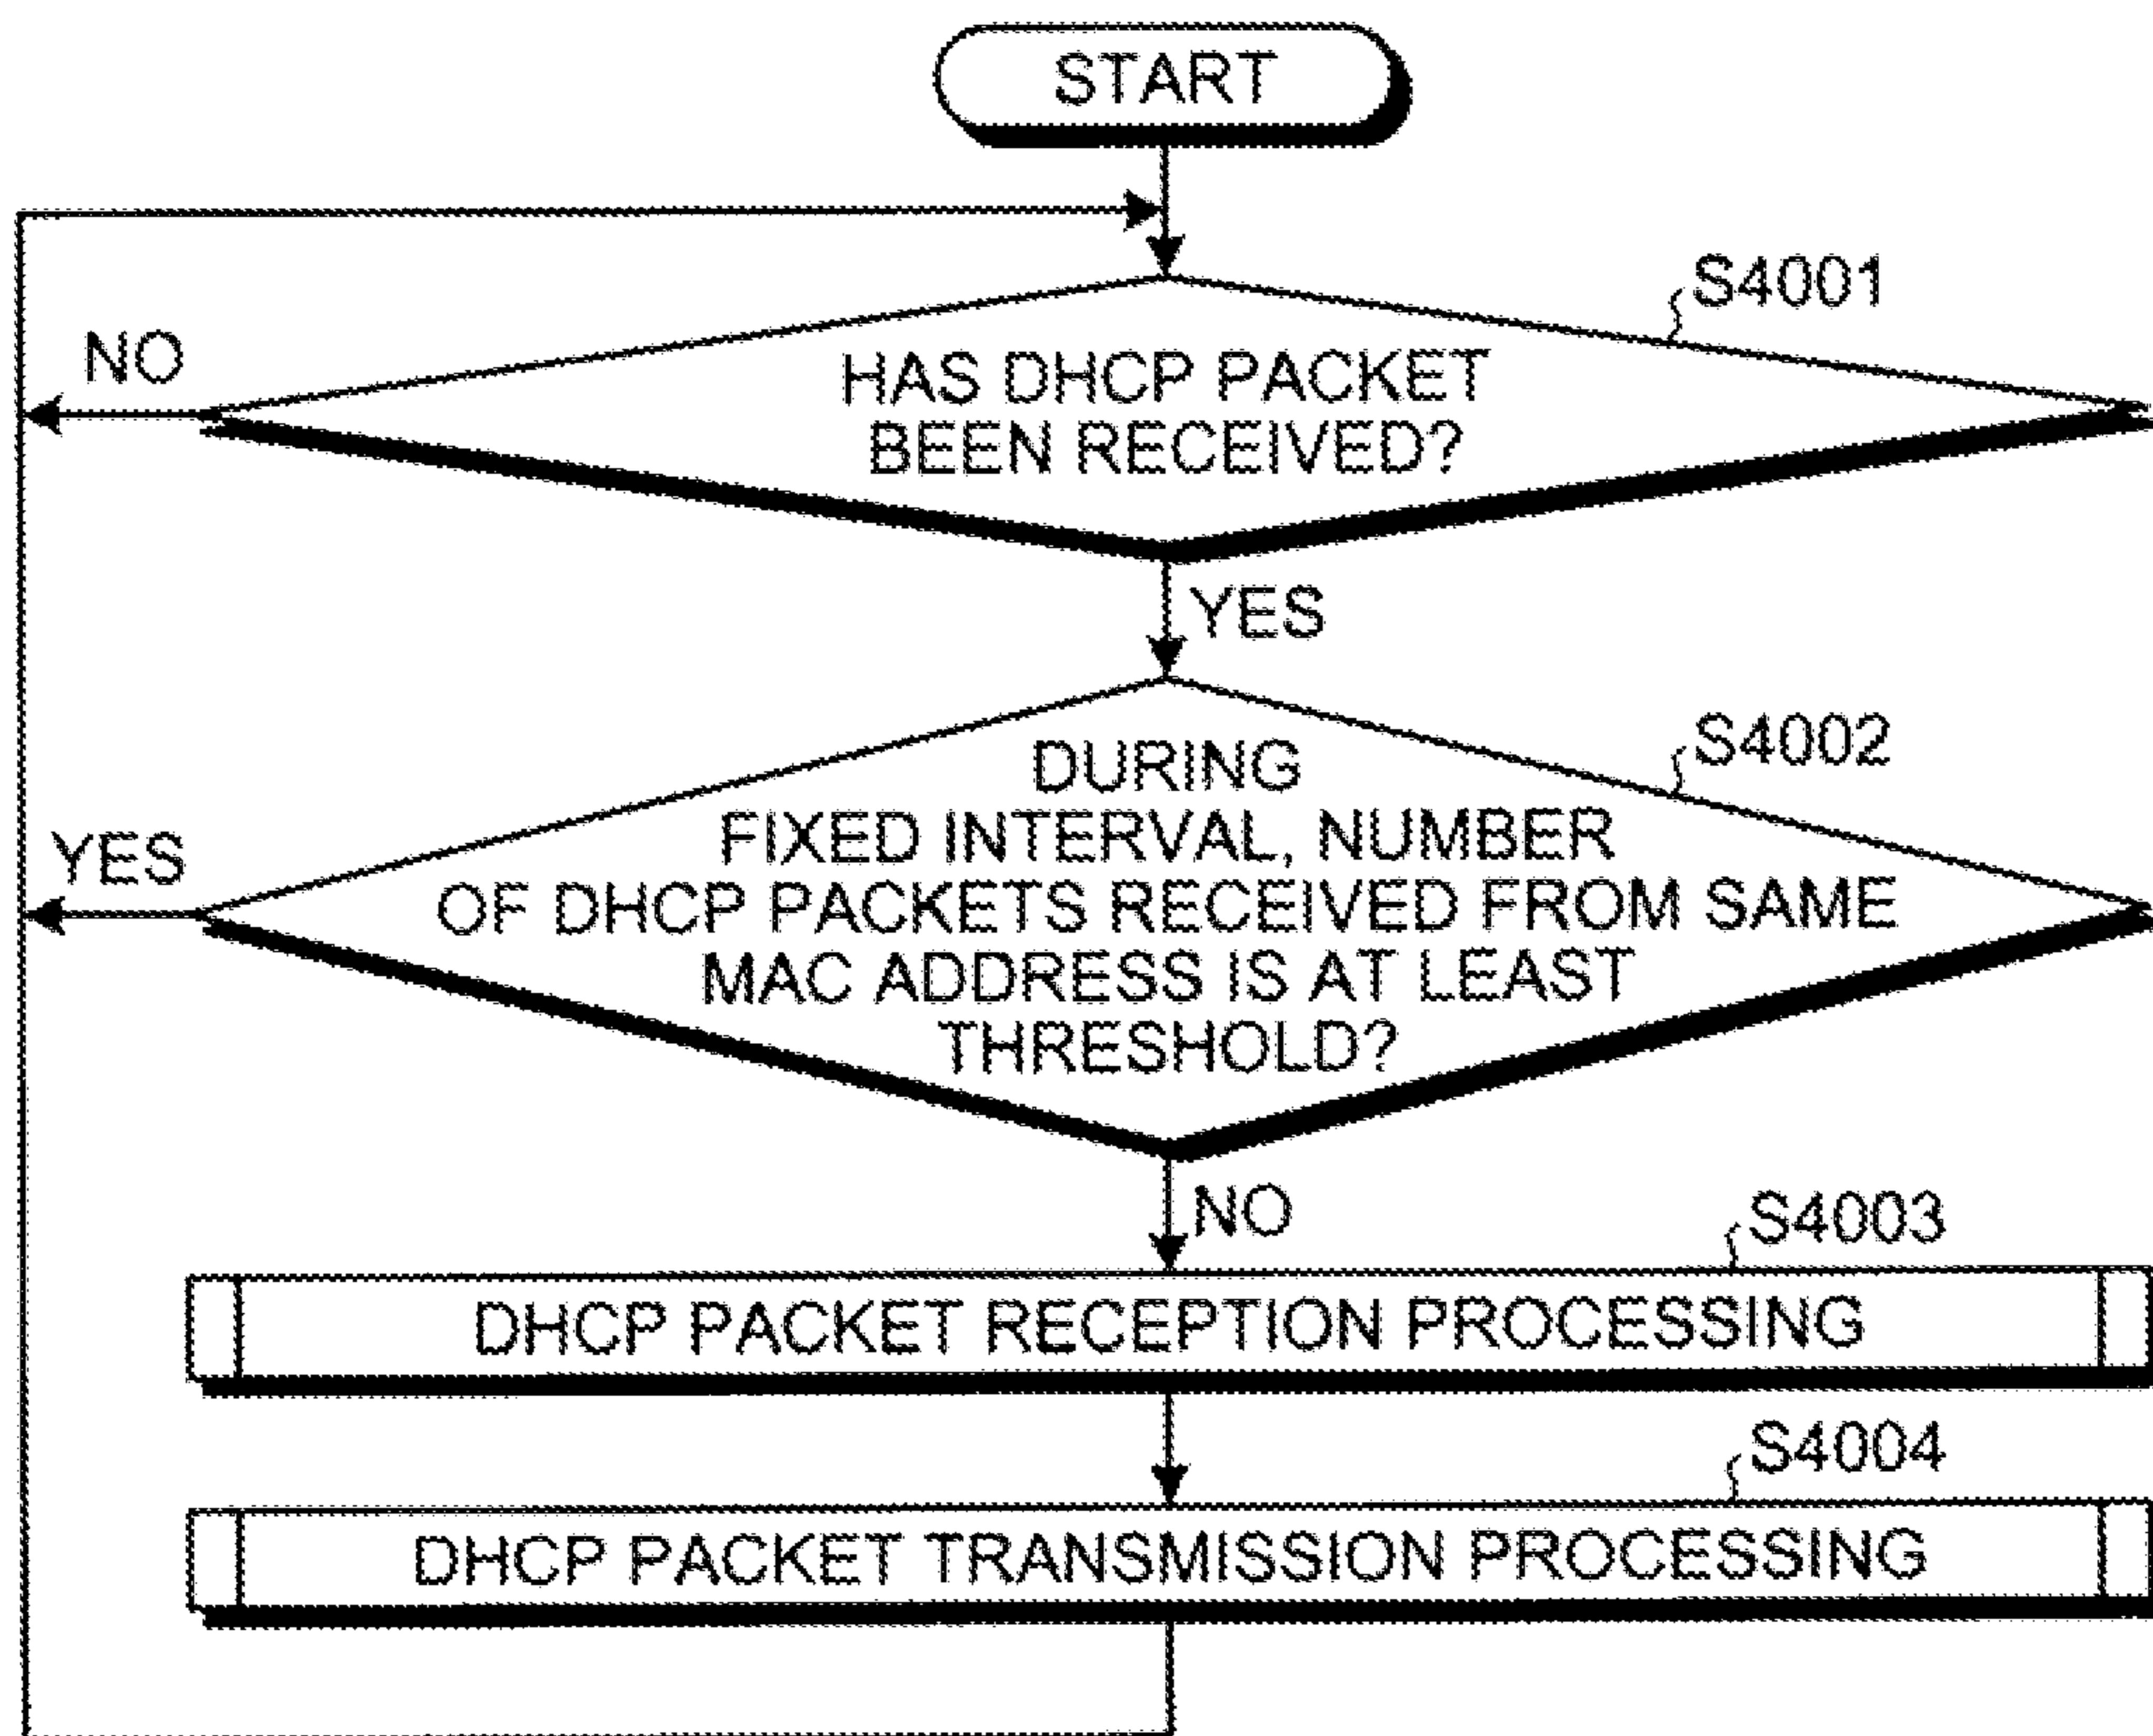 START
S4001
NO
HAS DHCP PACKET
BEEN RECEIVED?
YES
S4002
DURING
FIXED INTERVAL, NUMBER
YES
OF DHCP PACKETS RECEIVED FROM SAME
MAC ADDRESS IS AT LEAST
THRESHOLD?
NO
S4003
DHCP PACKET RECEPTION PROCESSING
S4004
DHCP PACKET TRANSMISSION PROCESSING